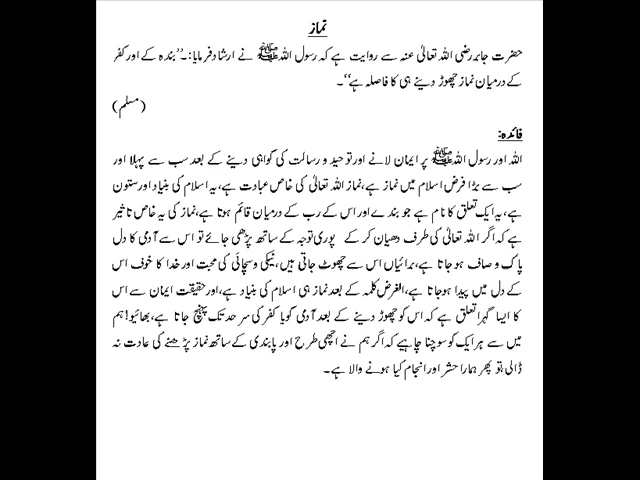 نماز
حضرت جابر رضی اللہ تعالیٰ عنہ سے روایت ہے کہ رسول اللہ ﷺ نے ارشاد فرمایا:۔’’بندہ کے اور کفر
کے درمیان نماز چھوڑ دینے ہی کا فاصلہ ہے‘‘۔
(مسلم)
فائدہ:
اللہ اور رسول اللہ ﷺ پر ایمان لانے اور توحید و رسالت کی گواہی دینے کے بعد سب سے پہلا اور
سب سے بڑا فرض اسلام میں نماز ہے، نماز اللہ تعالیٰ کی خاص عبادت ہے، یہ اسلام کی بنیاد اور ستون
ہے، یہ ایک تعلق کا نام ہے جو بندے اور اس کے رب کے درمیان قائم ہوتا ہے، نماز کی یہ خاص تاثیر
ہے کہ اگر اللہ تعالیٰ کی طرف دھیان کر کے پوری توجہ کے ساتھ پڑھی جائے تو اس سے آدمی کا دل
پاک و صاف ہو جاتا ہے، برائیاں اس سے چھوٹ جاتی ہیں، نیکی و سچائی کی محبت اور خدا کا خوف اس
کے دل میں پیدا ہو جاتا ہے، الغرض کلمہ کے بعد نماز ہی اسلام کی بنیاد ہے، اور حقیقت ایمان سے اس
کا ایسا گہرا تعلق ہے کہ اس کو چھوڑ دینے کے بعد آدمی گویا کفر کی سرحد تک پہنچ جاتا ہے، بھائیو! ہم
میں سے ہر ایک کو سوچنا چاہیے کہ اگر ہم نے اچھی طرح اور پابندی کے ساتھ نماز پڑھنے کی عادت نہ
ڈالی، تو پھر ہمارا حشر اور انجام کیا ہونے والا ہے۔